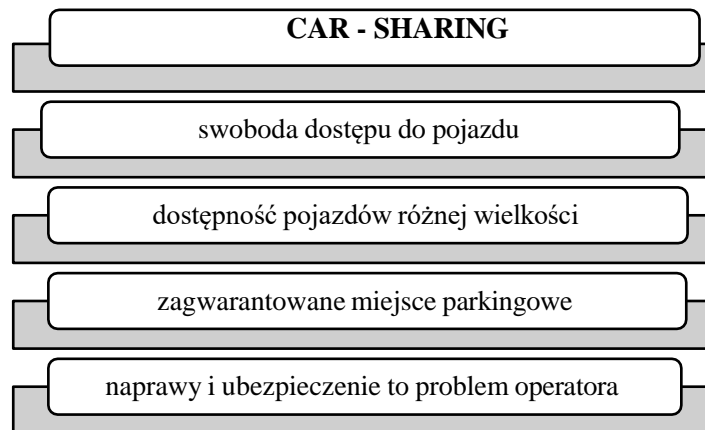 CAR - SHARING
swoboda dostępu do pojazdu
dostępność pojazdów różnej wielkości
zagwarantowane miejsce parkingowe
naprawy i ubezpieczenie to problem operatora